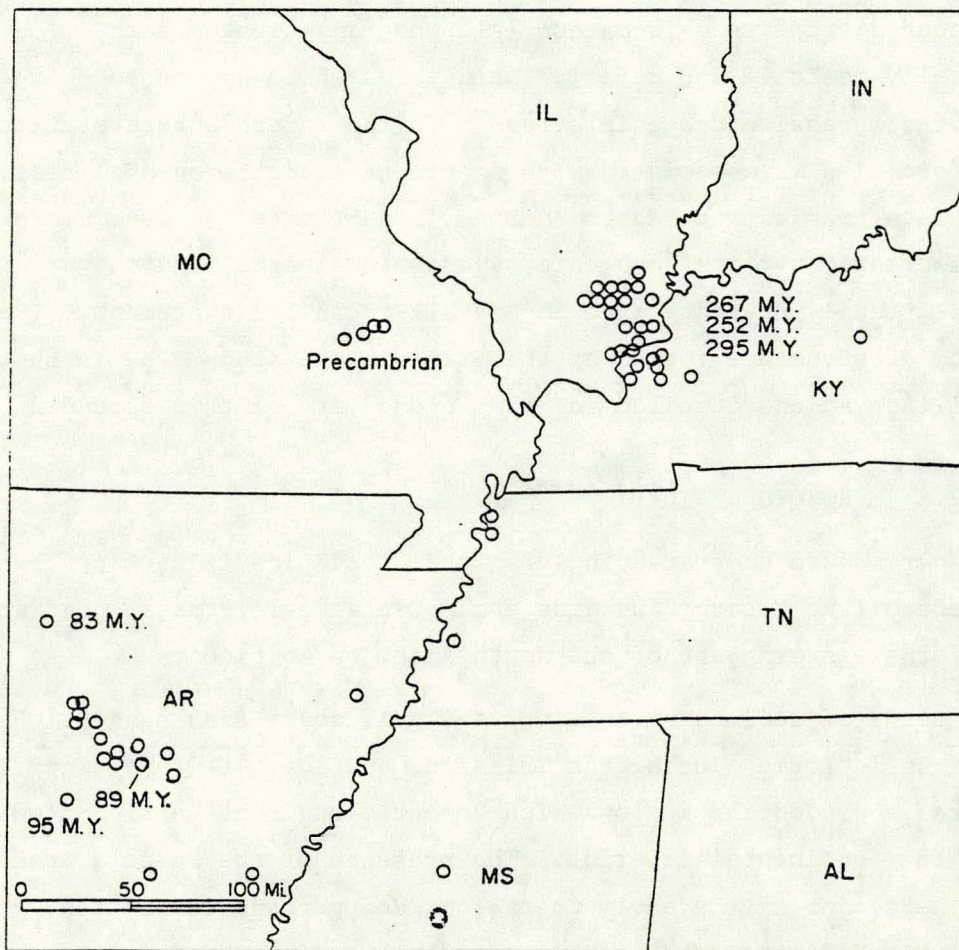 IL
IN
MO
267 M.Y.
252 M.Y.
295 M.Y.
Precambrian
KY
83 M.Y.
TN
AR
89 M.Y.
95 M.Y.
0 50 100 Mi.
MS
AL